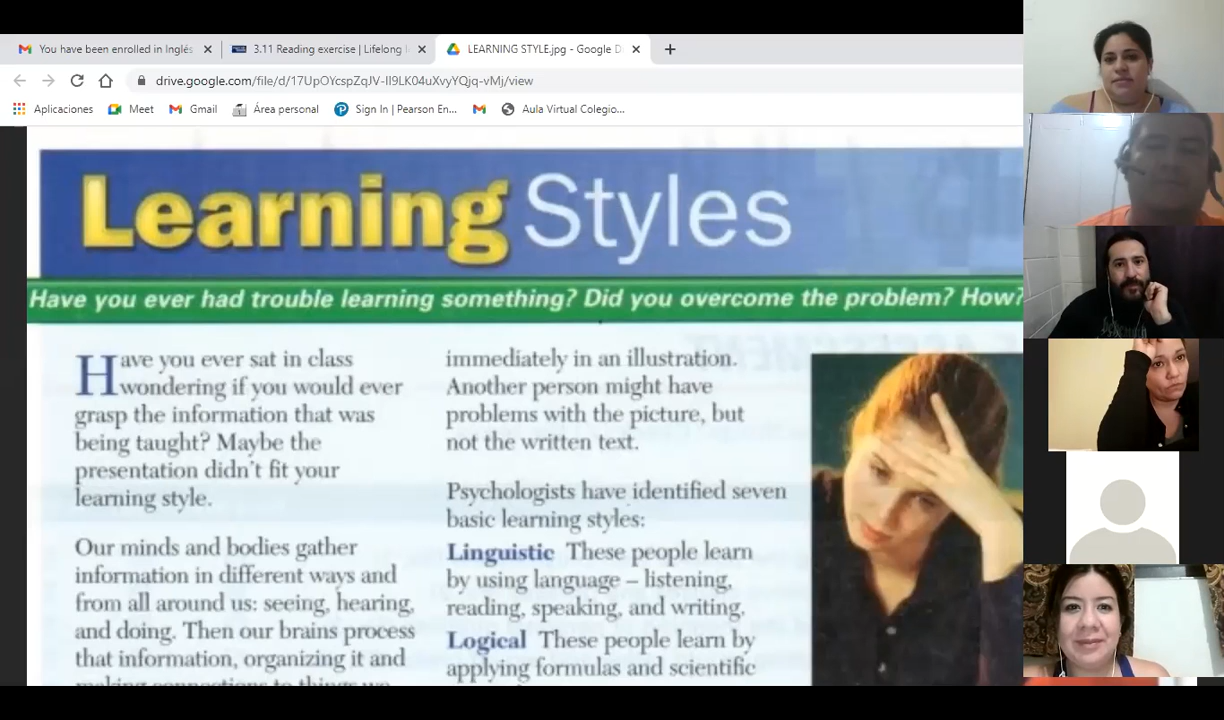 You have been enrolled in Inglés
3.11 Reading exercise | Lifelong l
LEARNING STYLE.jpg - Google D
drive.google.com/file/d/17UpOYcspZqJV-Il9LK04uXvyYQjq-vMj/view
Aplicaciones
Meet
Gmail
Área personal
Sign In | Pearson En...
Aula Virtual Colegio...
Learning Styles
Have you ever had trouble learning something? Did you overcome the problem? How?
Have you ever sat in class
wondering if you would ever
grasp the information that was
being taught? Maybe the
presentation didn't fit your
learning style.
Our minds and bodies gather
information in different ways and
from all around us: seeing, hearing,
and doing. Then our brains process
that information, organizing it and
making connections to things we
immediately in an illustration.
Another person might have
problems with the picture, but
not the written text.
Psychologists have identified seven
basic learning styles:
Linguistic These people learn
by using language – listening,
reading, speaking, and writing.
Logical These people learn by
applying formulas and scientific